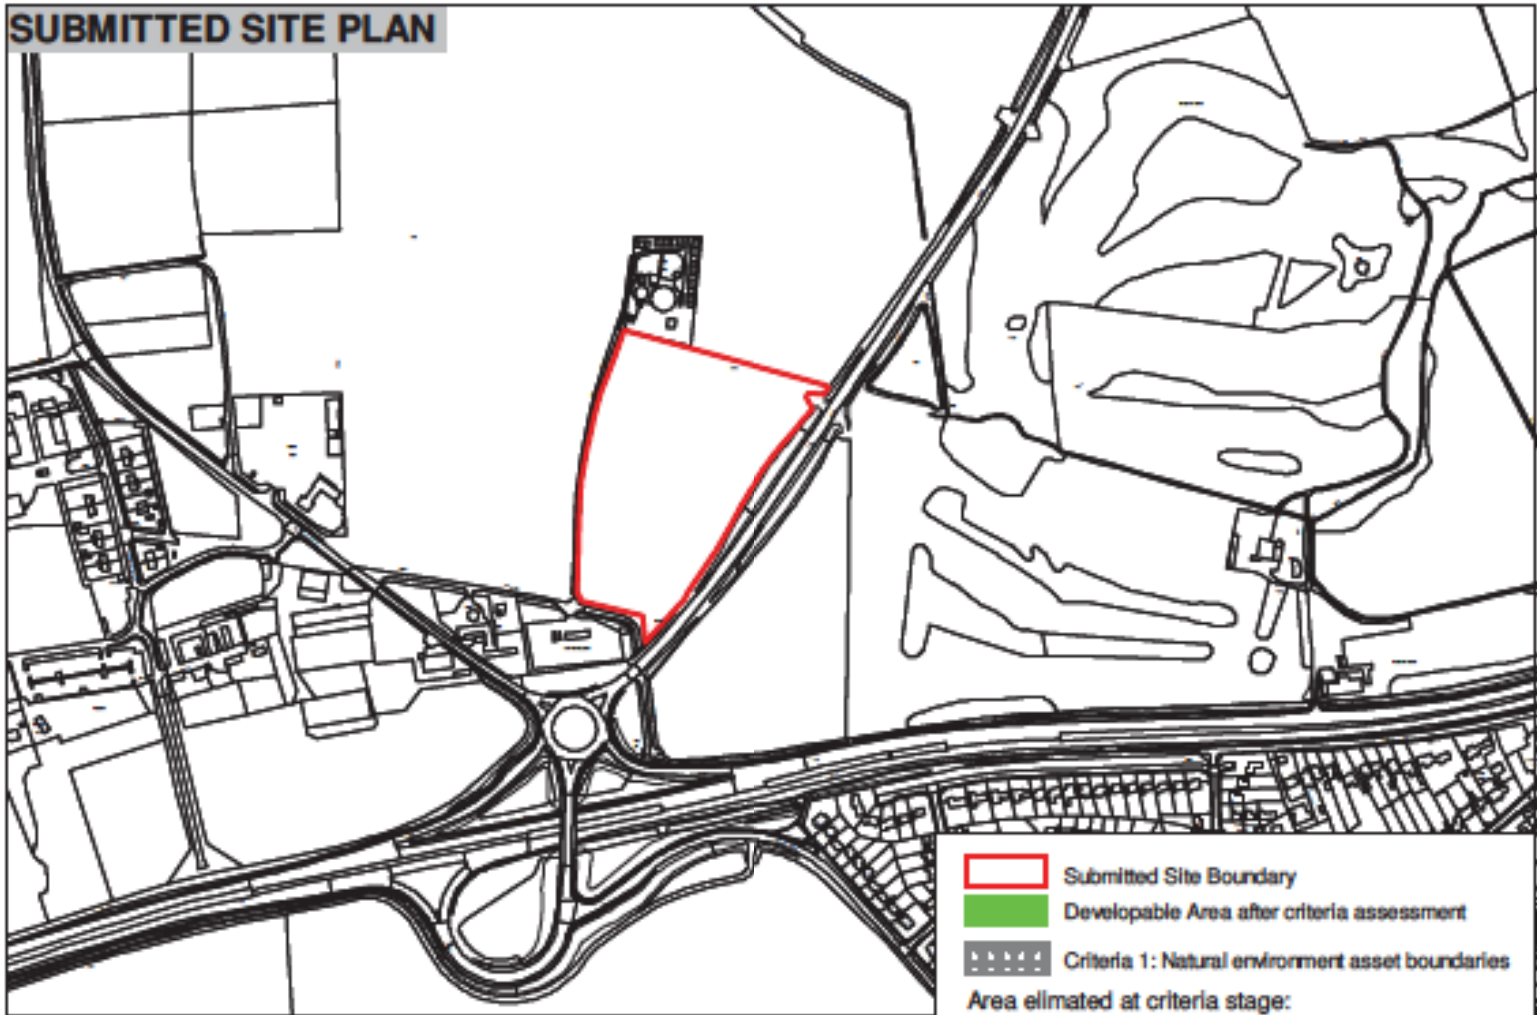 SUBMITTED SITE PLAN
Submitted Site Boundary
Developable Area after criteria assessment
Criteria 1: Natural environment asset boundaries
Area elimated at criteria stage: